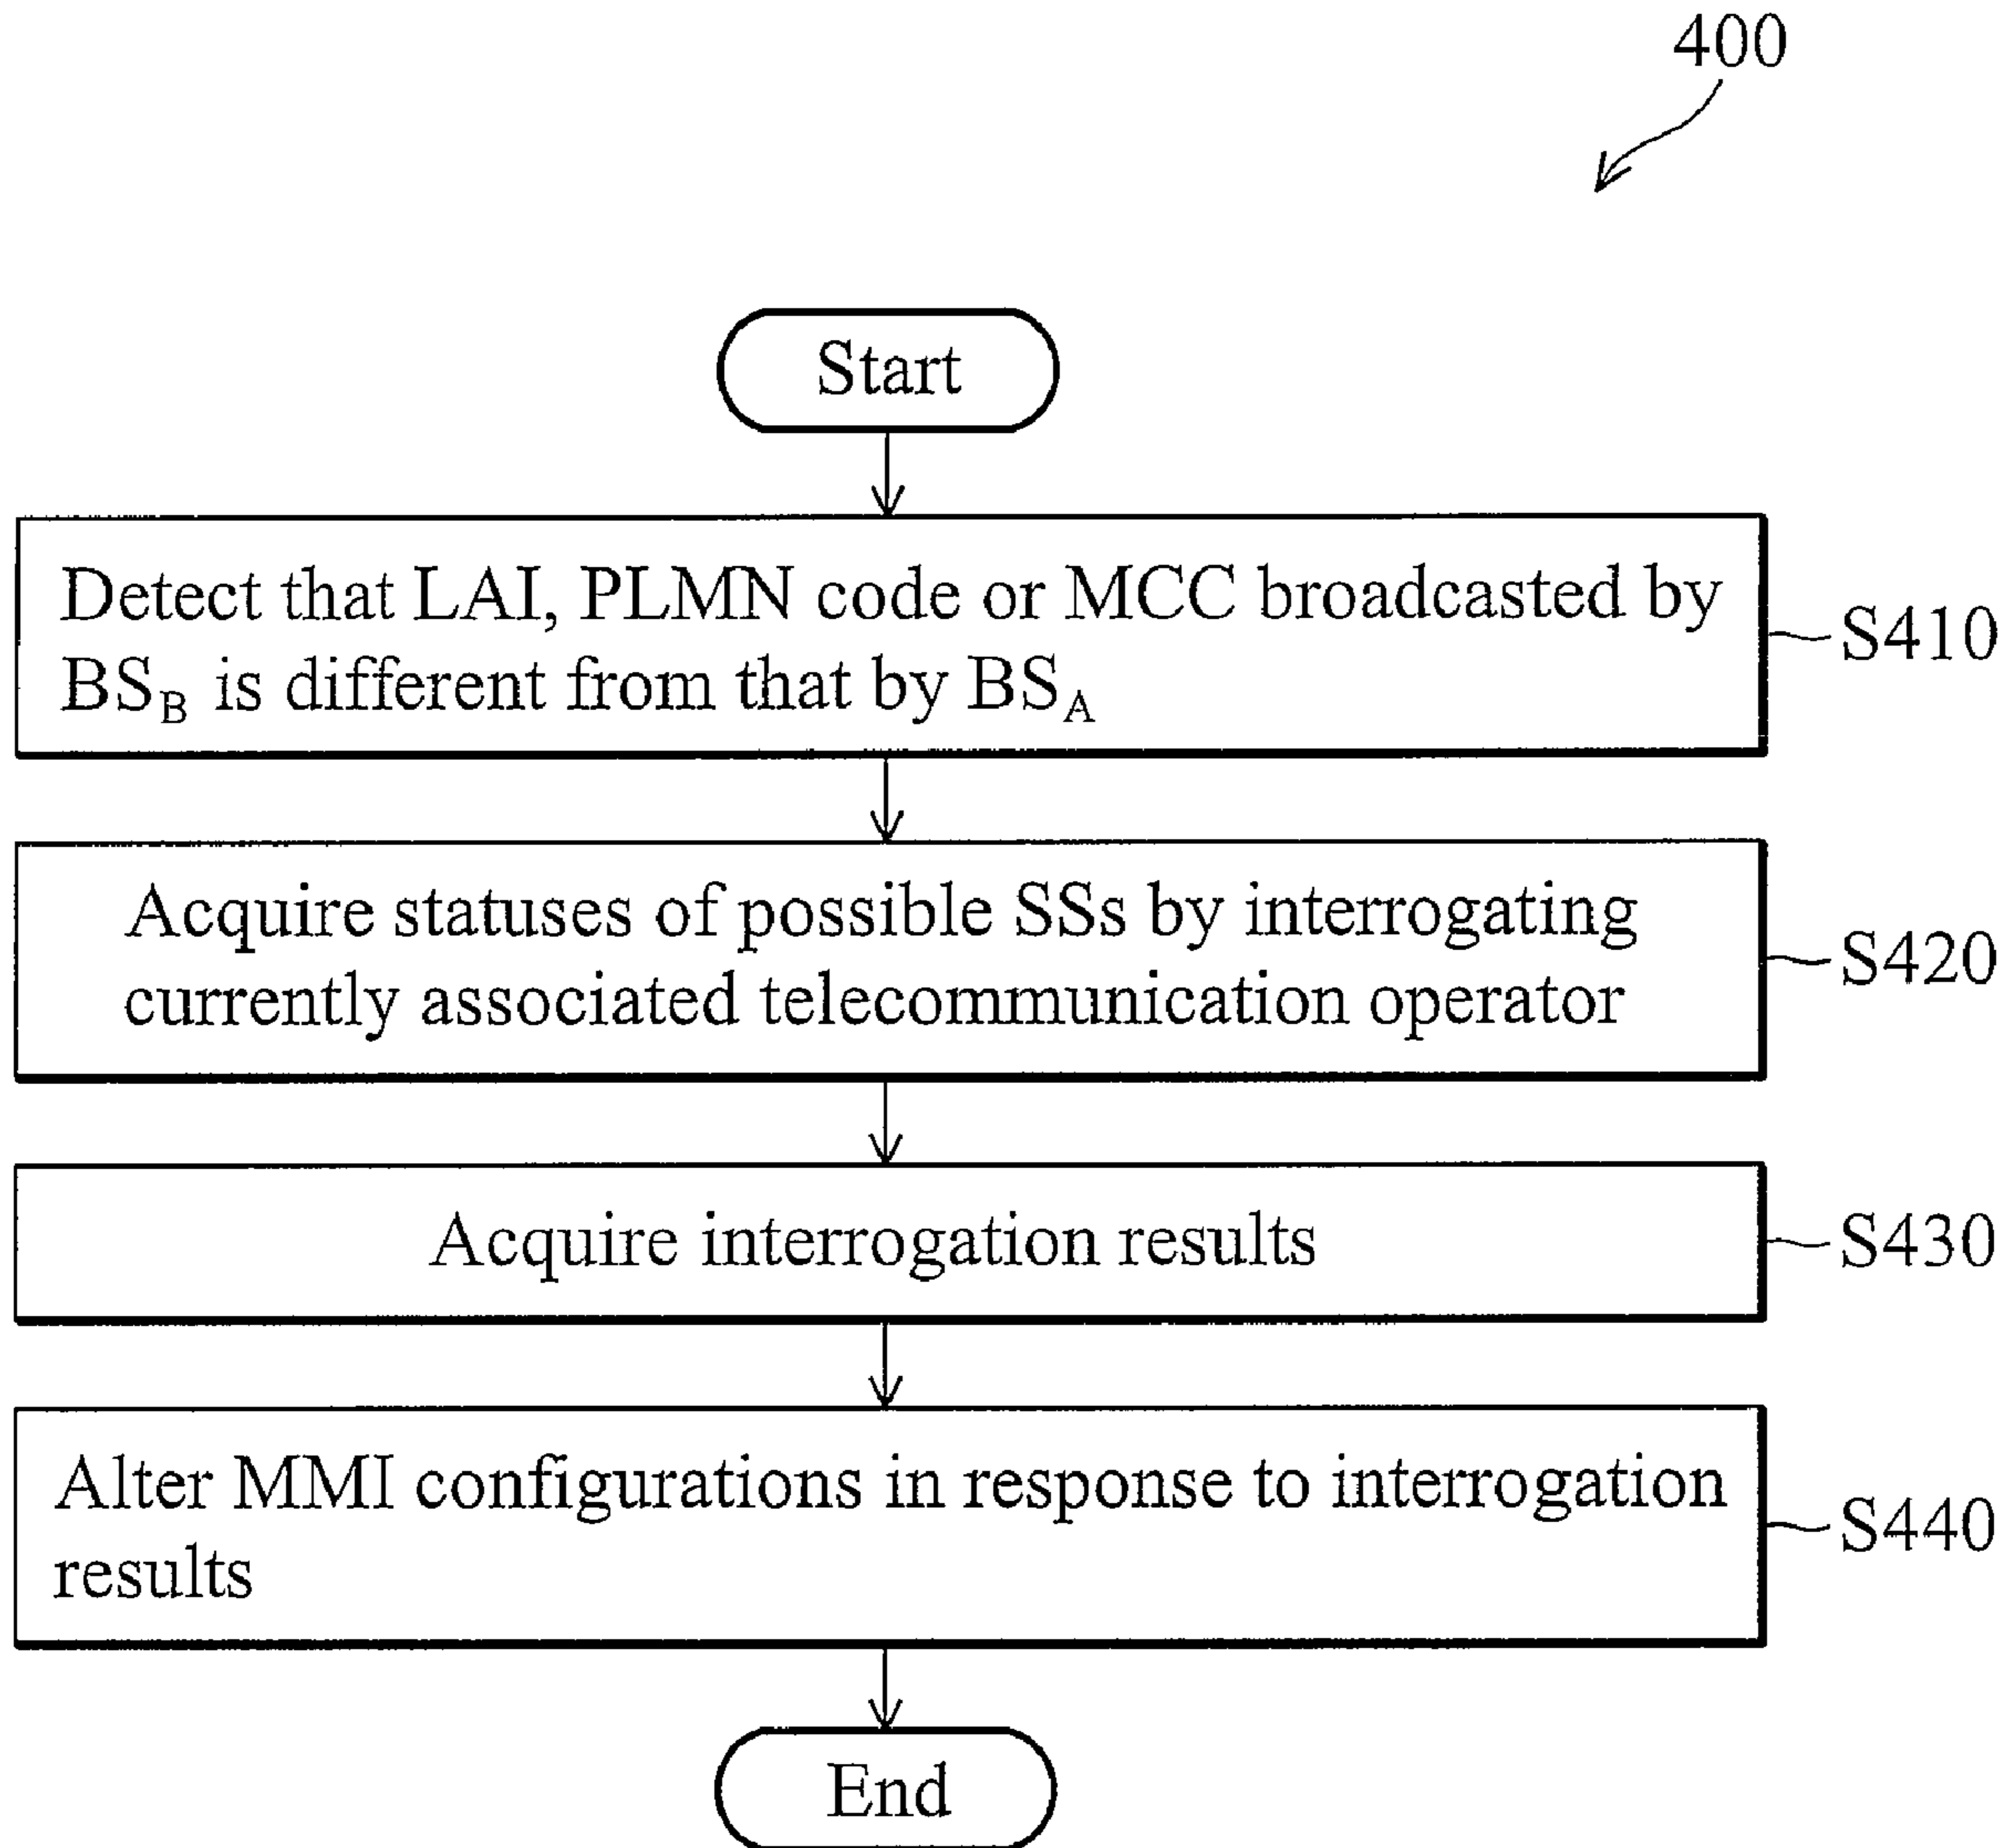 400
Start
Detect that LAI, PLMN code or MCC broadcasted by
BS_B is different from that by BS_A
S410
Acquire statuses of possible SSs by interrogating
currently associated telecommunication operator
S420
Acquire interrogation results
S430
Alter MMI configurations in response to interrogation
results
S440
End